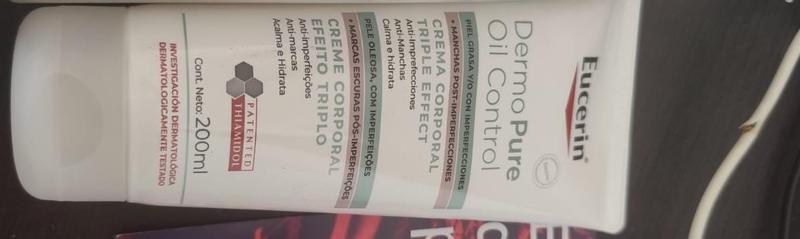 Eucerin®
DermoPure
Oil Control
PIEL GRASA Y/O CON IMPERFECCIONES
+ MANCHAS POST-IMPERFECCIONES
CREMA CORPORAL
TRIPLE EFFECT
Anti-Imprefecciones
Anti-Manchas
Calma e hidrata
PELE OLEOSA, COM IMPERFEIÇÕES
+ MARCAS ESCURAS PÓS-IMPERFEIÇÕES
CREME CORPORAL
EFEITO TRIPLO
Anti-imperfeições
Anti-marcas
Acalma e Hidrata
PATENTED
THIAMIDOL
Cont. Neto: 200ml
INVESTIGACIÓN DERMATOLÓGICA
DERMATOLOGICAMENTE TESTADO